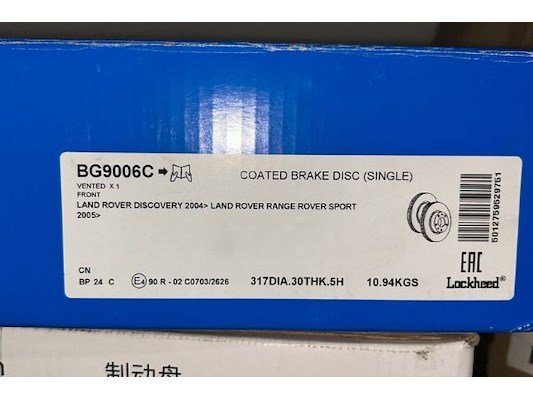 BG9006C
COATED BRAKE DISC (SINGLE)
VENTED X 1
FRONT
LAND ROVER DISCOVERY 2004> LAND ROVER RANGE ROVER SPORT
2005>
5012759529751
CN
BP 24 C
E4 90 R - 02 C0703/2626
317DIA.30THK.5H
10.94KGS
EAC
Lockheed®
制动盘